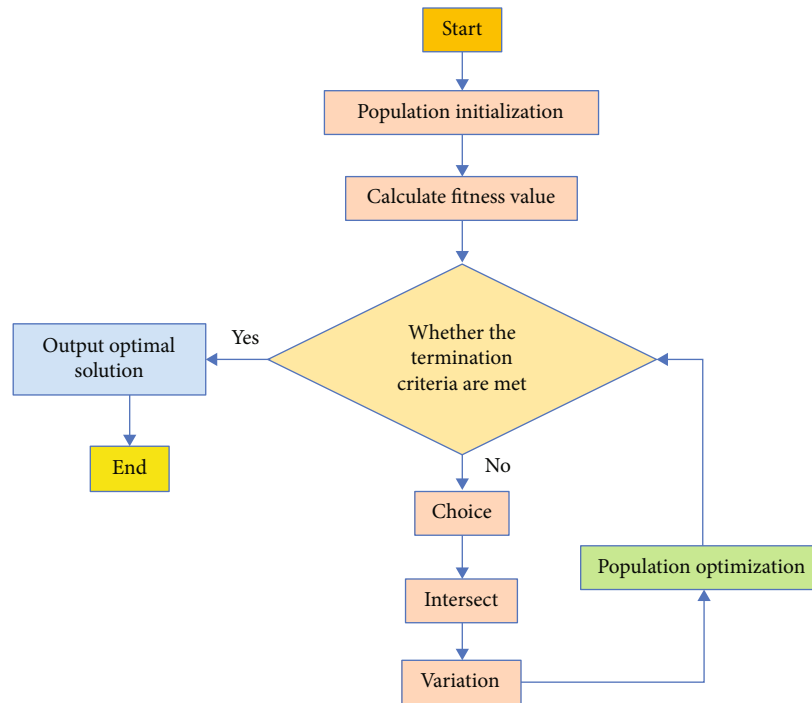 Start
Population initialization
Calculate fitness value
Whether the
termination
criteria are met
Yes
Output optimal
solution
End
No
Choice
Intersect
Variation
Population optimization